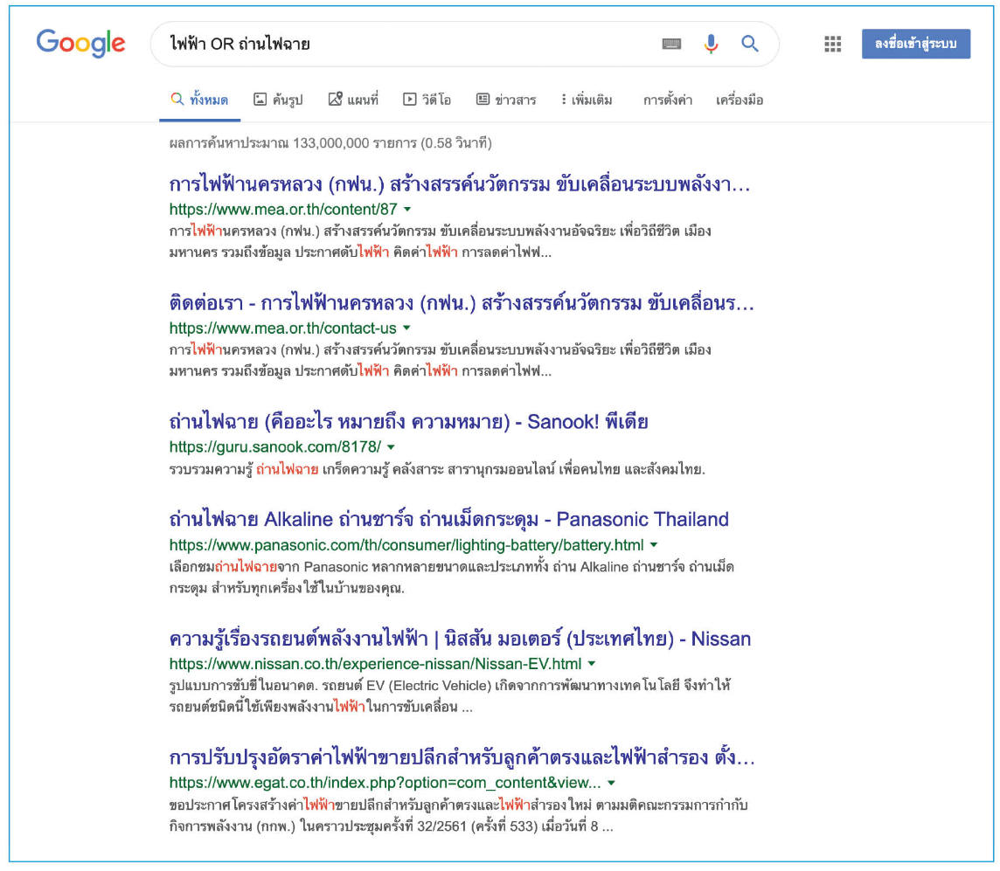 Google
ไฟฟ้า OR ถ่านไฟฉาย
ลงชื่อเข้าสู่ระบบ
ทั้งหมด ค้นรูป แผนที่ วิดีโอ ข่าวสาร เพิ่มเติม การตั้งค่า เครื่องมือ
ผลการค้นหาประมาณ 133,000,000 รายการ (0.58 วินาที)
การไฟฟ้านครหลวง (กฟน.) สร้างสรรค์นวัตกรรม ขับเคลื่อนระบบพลังงา...
https://www.mea.or.th/content/87
การไฟฟ้านครหลวง (กฟน.) สร้างสรรค์นวัตกรรม ขับเคลื่อนระบบพลังงานอัจฉริยะ เพื่อวิถีชีวิต เมือง
มหานคร รวมถึงข้อมูล ประกาศดับไฟฟ้า คิดค่าไฟฟ้า การลดค่าไฟฟ...
ติดต่อเรา - การไฟฟ้านครหลวง (กฟน.) สร้างสรรค์นวัตกรรม ขับเคลื่อนร...
https://www.mea.or.th/contact-us
การไฟฟ้านครหลวง (กฟน.) สร้างสรรค์นวัตกรรม ขับเคลื่อนระบบพลังงานอัจฉริยะ เพื่อวิถีชีวิต เมือง
มหานคร รวมถึงข้อมูล ประกาศดับไฟฟ้า คิดค่าไฟฟ้า การลดค่าไฟฟ...
ถ่านไฟฉาย (คืออะไร หมายถึง ความหมาย) - Sanook! พีเดีย
https://guru.sanook.com/8178/
รวบรวมความรู้ ถ่านไฟฉาย เกร็ดความรู้ คลังสาระ สารานุกรมออนไลน์ เพื่อคนไทย และสังคมไทย.
ถ่านไฟฉาย Alkaline ถ่านชาร์จ ถ่านเม็ดกระดุม - Panasonic Thailand
https://www.panasonic.com/th/consumer/lighting-battery/battery.html
เลือกชมถ่านไฟฉายจาก Panasonic หลากหลายขนาดและประเภททั้ง ถ่าน Alkaline ถ่านชาร์จ ถ่านเม็ด
กระดุม สำหรับทุกเครื่องใช้ในบ้านของคุณ.
ความรู้เรื่องรถยนต์พลังงานไฟฟ้า | นิสสัน มอเตอร์ (ประเทศไทย) - Nissan
https://www.nissan.co.th/experience-nissan/Nissan-EV.html
รูปแบบการขับขี่ในอนาคต. รถยนต์ EV (Electric Vehicle) เกิดจากการพัฒนาทางเทคโนโลยี จึงทำให้
รถยนต์ชนิดนี้ใช้เพียงพลังงานไฟฟ้าในการขับเคลื่อน ...
การปรับปรุงอัตราค่าไฟฟ้าขายปลีกสำหรับลูกค้าตรงและไฟฟ้าสำรอง ตั้ง...
https://www.egat.co.th/index.php?option=com_content&view...
ขอประกาศโครงสร้างค่าไฟฟ้าขายปลีกสำหรับลูกค้าตรงและไฟฟ้าสำรองใหม่ ตามมติคณะกรรมการกำกับ
กิจการพลังงาน (กกพ.) ในคราวประชุมครั้งที่ 32/2561 (ครั้งที่ 533) เมื่อวันที่ 8 ...